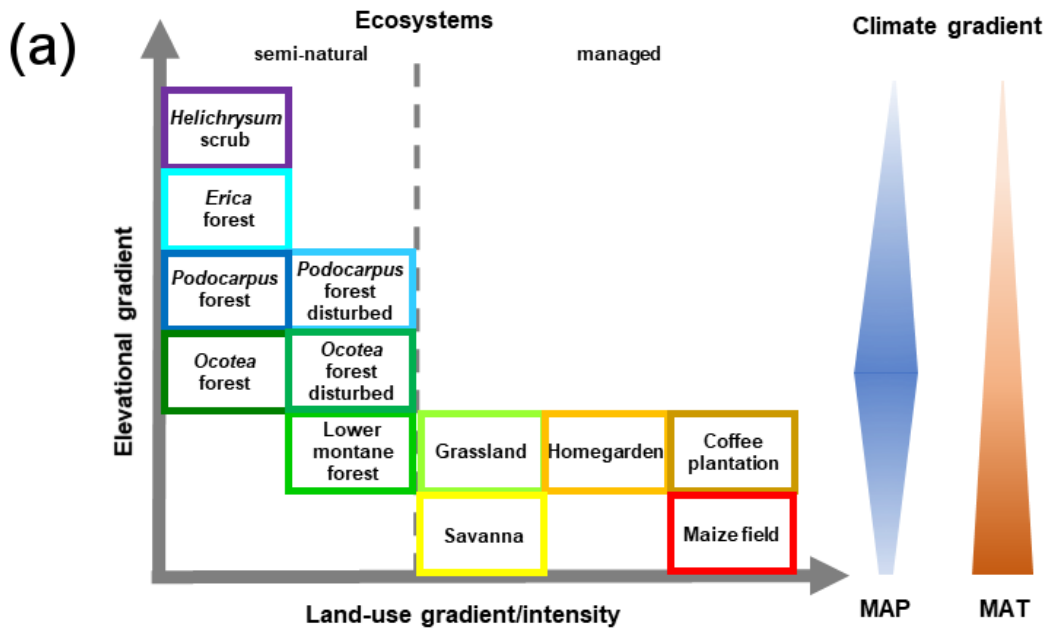 (a)
Ecosystems
semi-natural
managed
Climate gradient
Elevational gradient
Helichrysum
scrub
Erica
forest
Podocarpus
forest
Podocarpus
forest
disturbed
Ocotea
forest
Ocotea
forest
disturbed
Lower
montane
forest
Grassland
Homegarden
Coffee
plantation
Savanna
Maize field
Land-use gradient/intensity
MAP
MAT